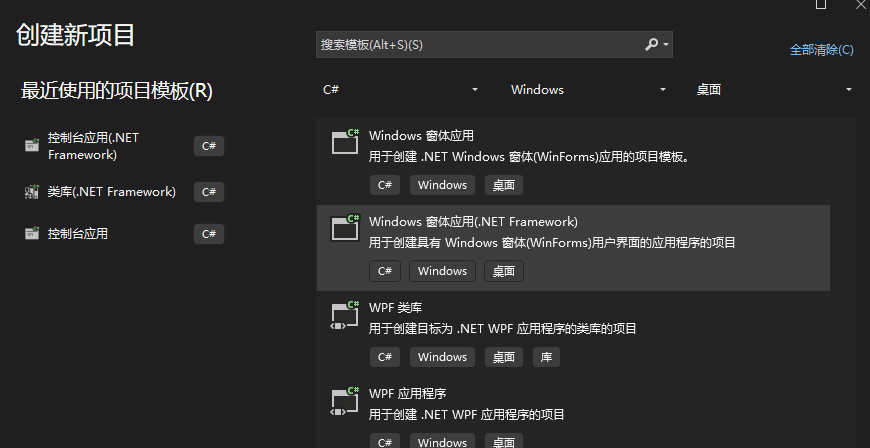 创建新项目
最近使用的项目模板(R)
控制台应用(.NET
Framework)
C#
类库(.NET Framework)
C#
控制台应用
C#
搜索模板(Alt+S)(S)
全部清除(C)
C#
Windows
桌面
C#
Windows 窗体应用
用于创建 .NET Windows 窗体(WinForms)应用的项目模板。
C#
Windows
桌面
C#
Windows 窗体应用(.NET Framework)
用于创建具有 Windows 窗体(WinForms)用户界面的应用程序的项目
C#
Windows
桌面
C#
WPF 类库
用于创建目标为 .NET WPF 应用程序的类库的项目
C#
Windows
桌面
库
C#
WPF 应用程序
用于创建 .NET WPF 应用程序的项目
C#
Windows
桌面